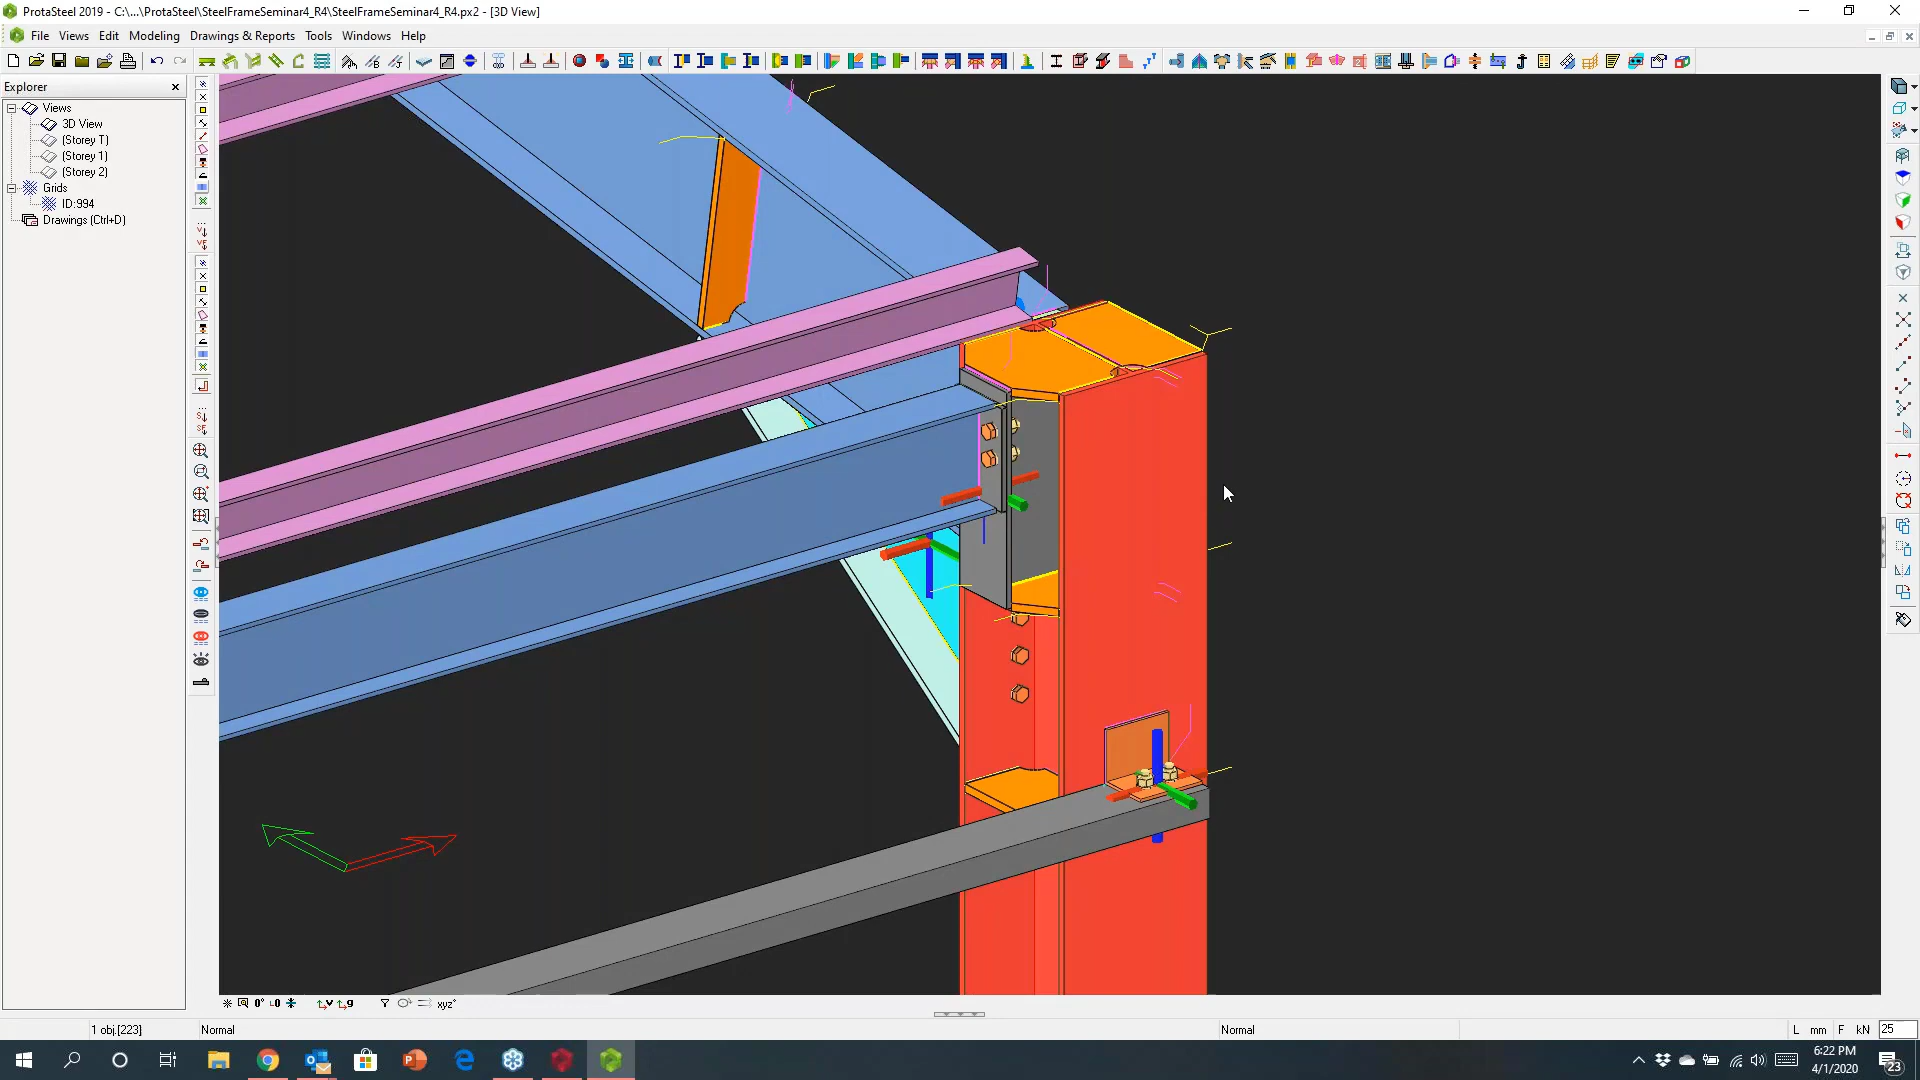 ProtaSteel 2019 - C:\...\ProtaSteel\SteelFrameSeminar4_R4\SteelFrameSeminar4_R4.px2 - [3D View]
File Views Edit Modeling Drawings & Reports Tools Windows Help
Explorer
Views
3D View
(Storey T)
(Storey 1)
(Storey 2)
Grids
ID:994
Drawings (Ctrl+D)
xyz
1 obj.[223] Normal Normal L mm F kN 25
6:22 PM
4/1/2020
23